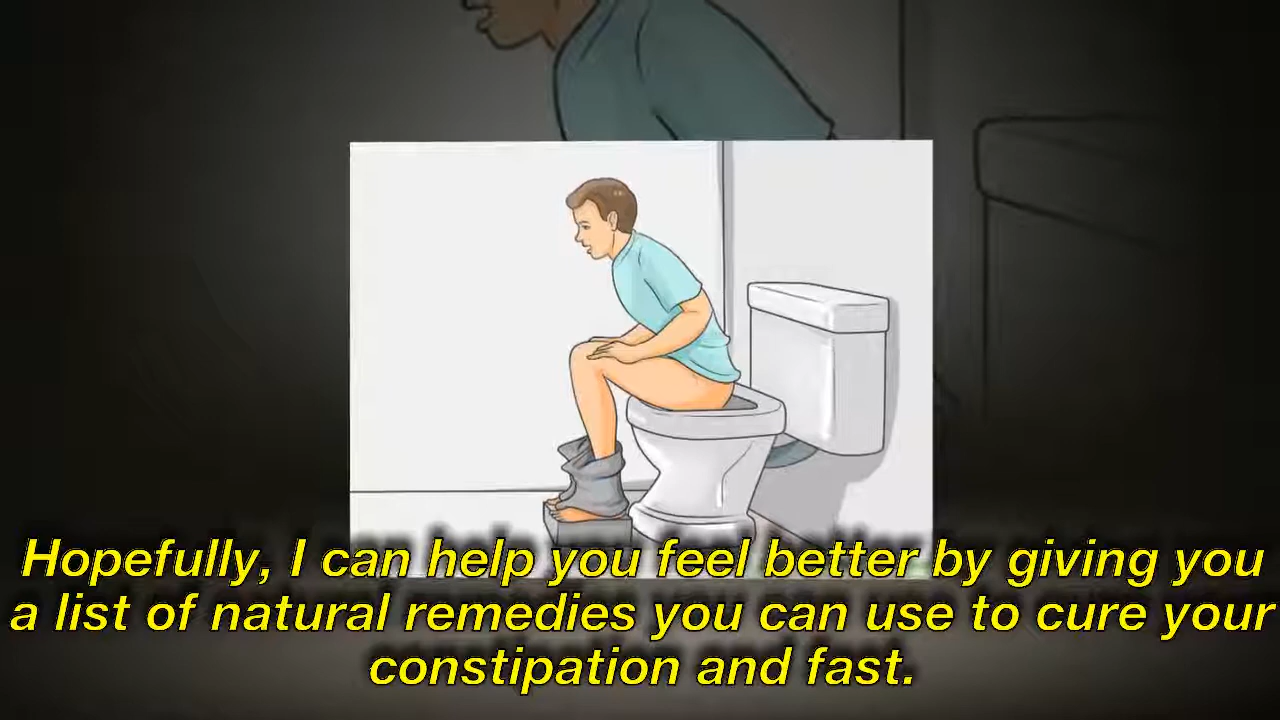 Hopefully, I can help you feel better by giving you
a list of natural remedies you can use to cure your
constipation and fast.